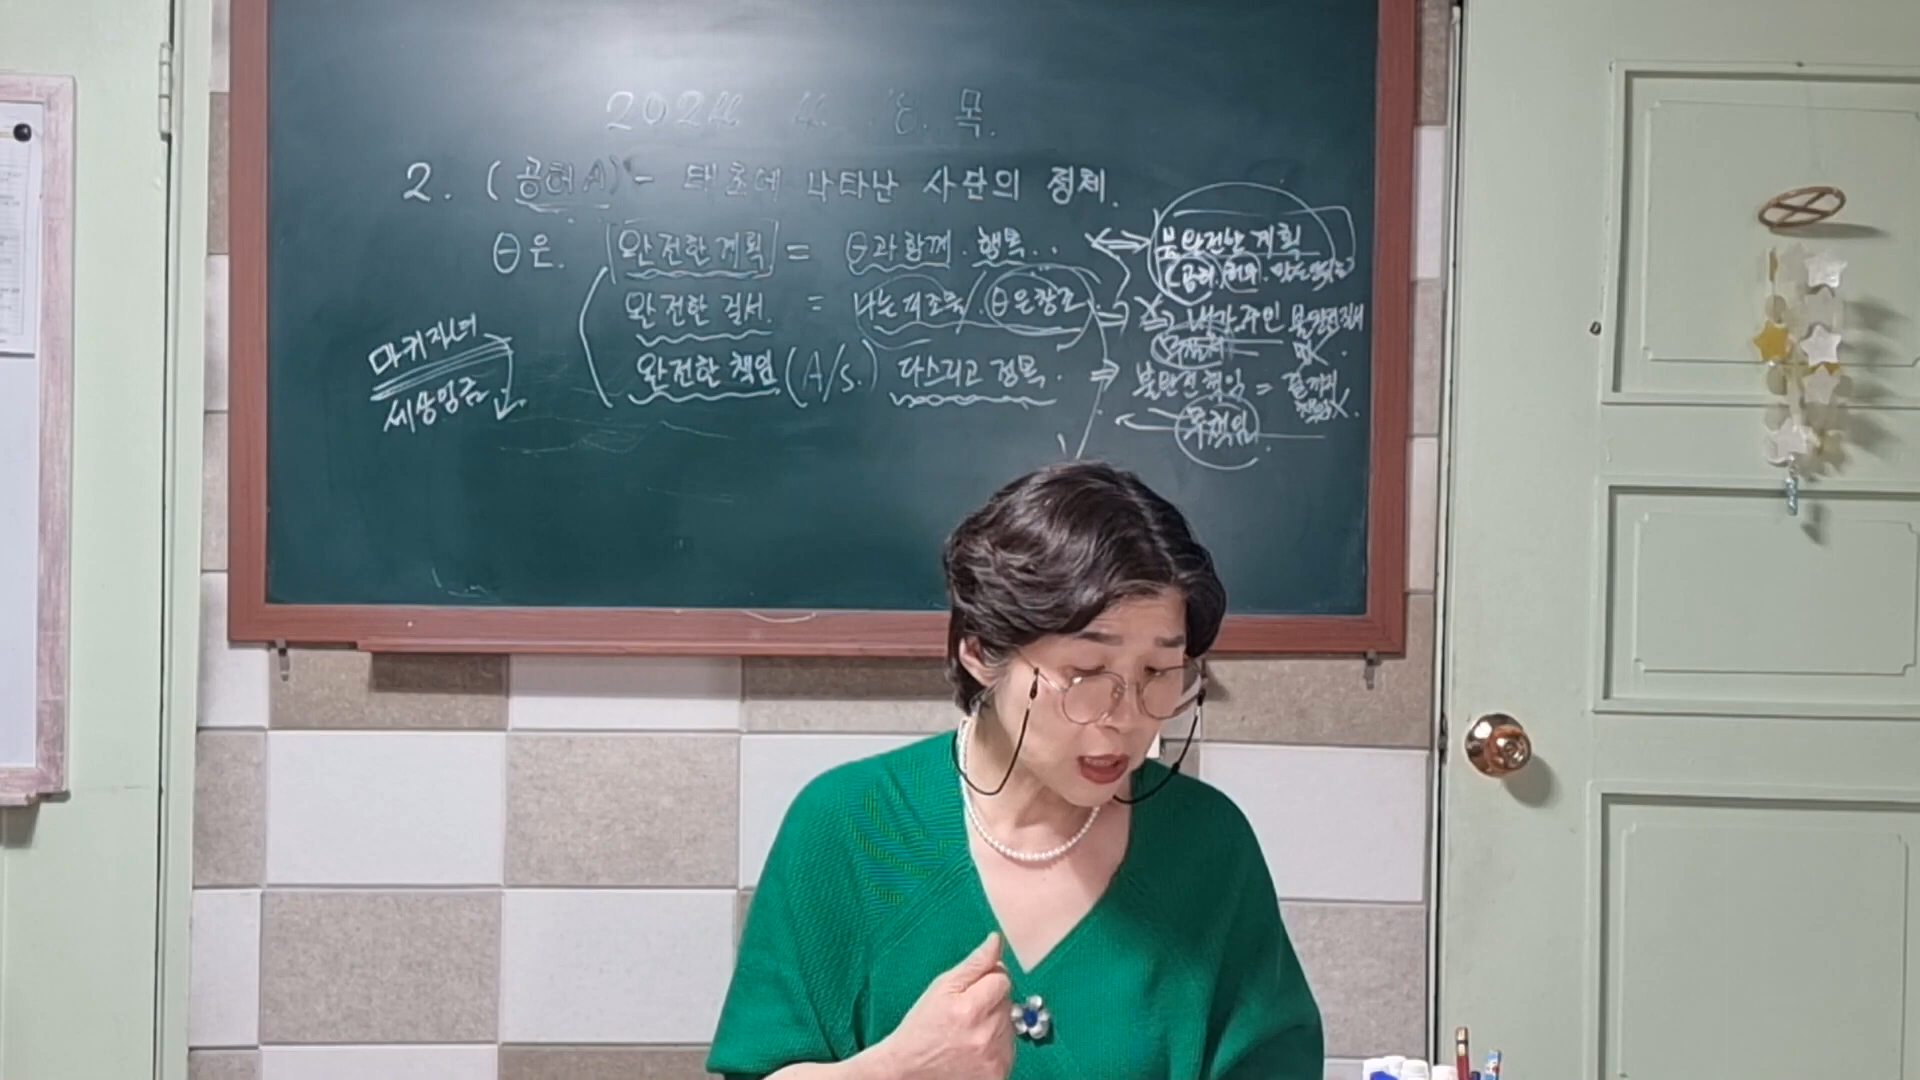 2024. 4. 18. 목.
2. (공허A) - 태초에 나타난 사단의 정체.
θ은. [완전한계획] = θ과함께. 행복..
완전한 질서. = 나는피조물/θ은창조.
완전한 책임 (A/s.) 다스리고 정복.
불완전한 계획
(공허.
내가 주인
불완전책임 =
무책임.
마귀자녀
세상임금